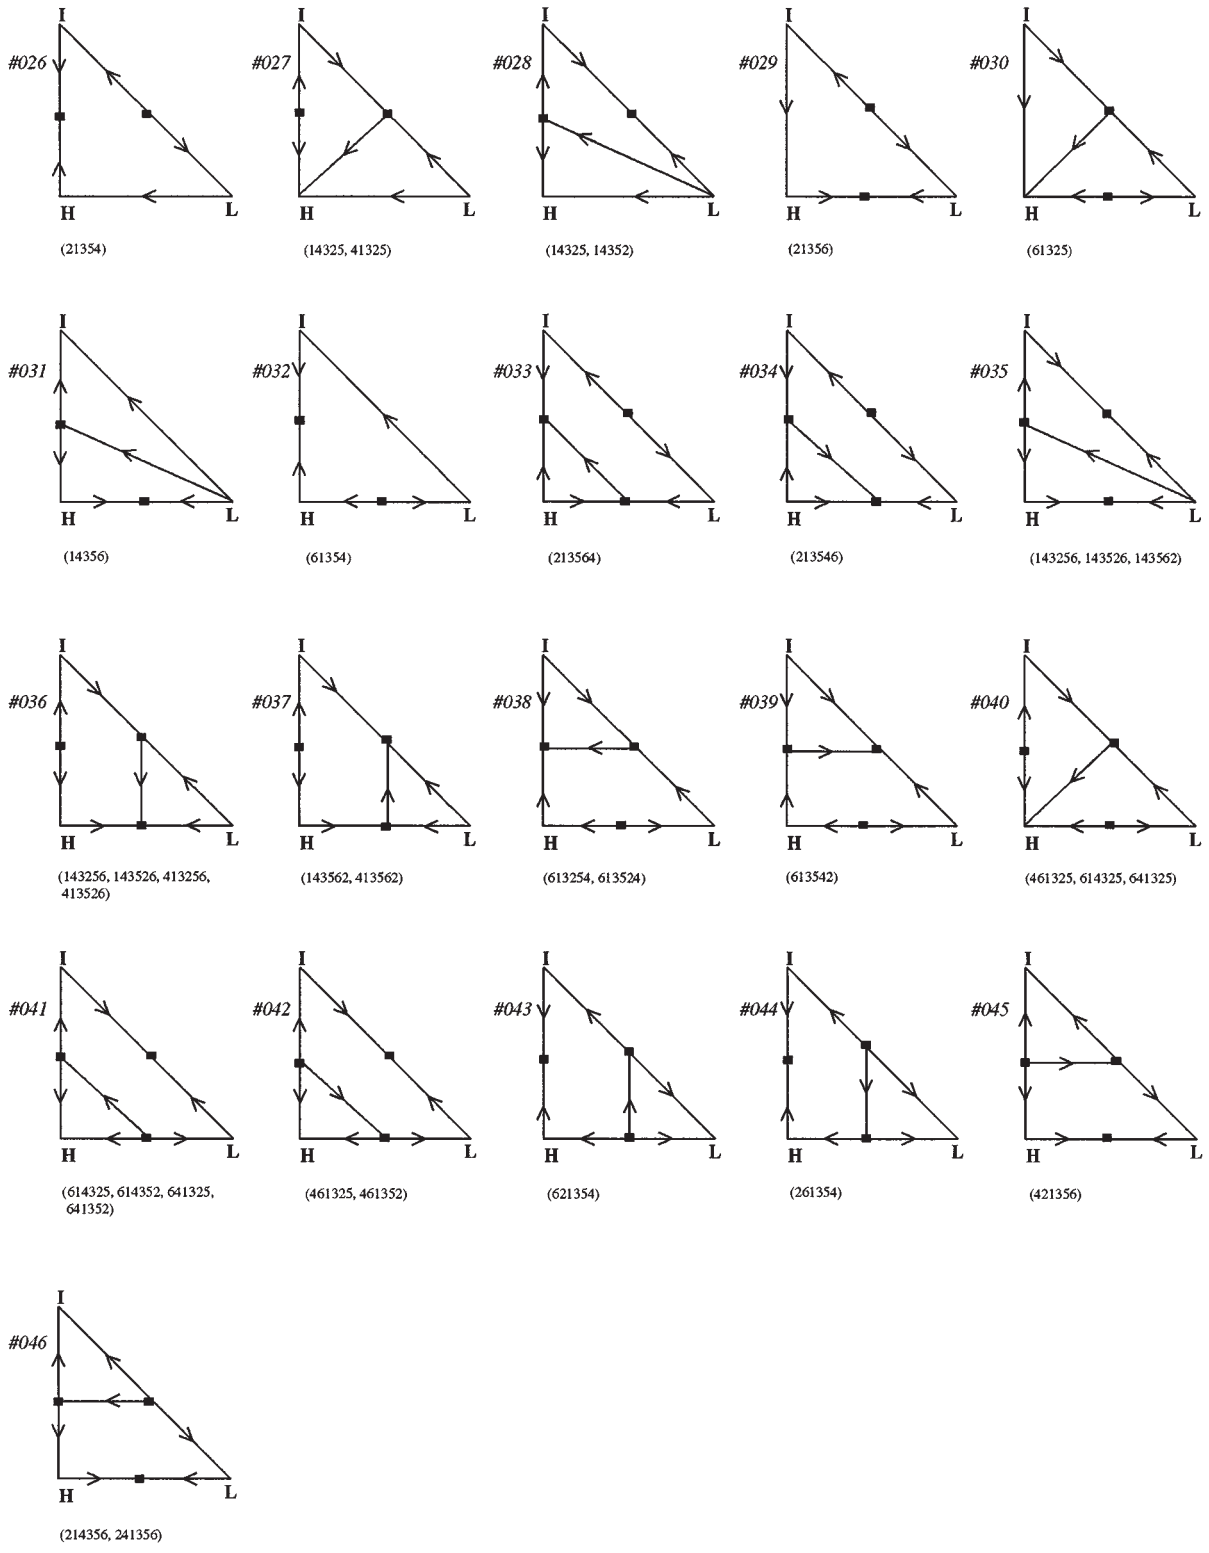 I I I I I
#026 #027 #028 #029 #030
H L H L H L H L H L
(21354) (14325, 41325) (14325, 14352) (21356) (61325)
I I I I I
#031 #032 #033 #034 #035
H L H L H L H L H L
(14356) (61354) (213564) (213546) (143256, 143526, 143562)
I I I I I
#036 #037 #038 #039 #040
H L H L H L H L H L
(143256, 143526, 413256, (143562, 413562) (613254, 613524) (613542) (461325, 614325, 641325)
413526)
I I I I I
#041 #042 #043 #044 #045
H L H L H L H L H L
(614325, 614352, 641325, (461325, 461352) (621354) (261354) (421356)
641352)
I
#046
H L
(214356, 241356)